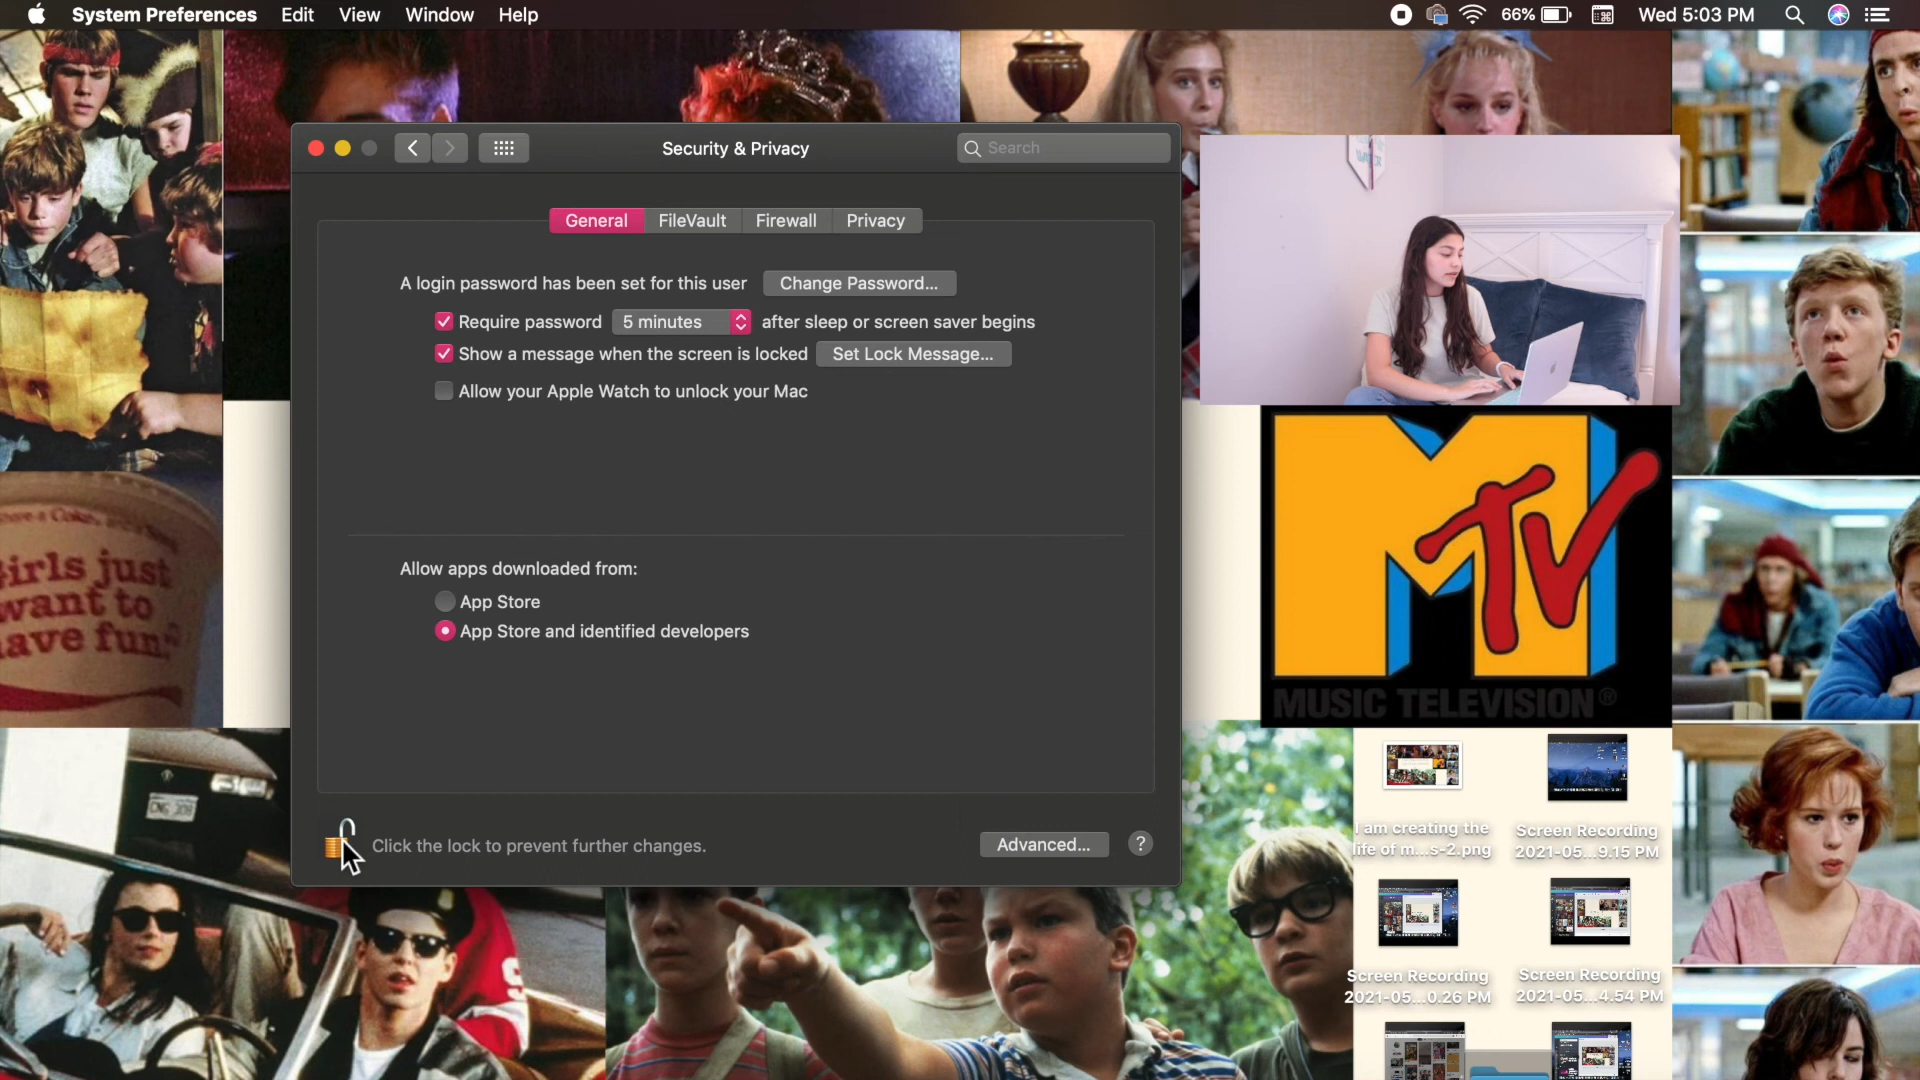 System Preferences Edit View Window Help 66% Wed 5:03 PM
Security & Privacy Search
General FileVault Firewall Privacy
A login password has been set for this user Change Password...
Require password 5 minutes after sleep or screen saver begins
Show a message when the screen is locked Set Lock Message...
Allow your Apple Watch to unlock your Mac
Allow apps downloaded from:
App Store
App Store and identified developers
Click the lock to prevent further changes. Advanced... ?
irls just
want to
ave fun
MTV
MUSIC TELEVISION®
I am creating the
life of m...s-2.png
Screen Recording
2021-05...9.15 PM
Screen Recording
2021-05...0.26 PM
Screen Recording
2021-05...4.54 PM
S